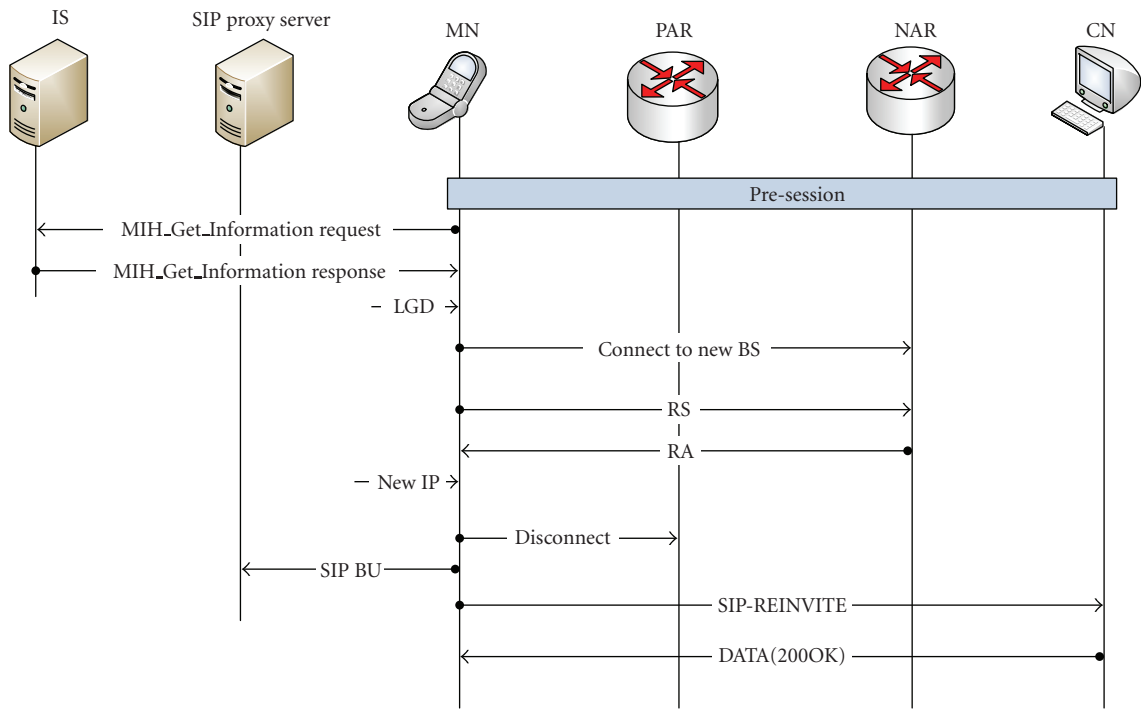 IS
SIP proxy server
MN
PAR
NAR
CN
Pre-session
MIH_Get_Information request
MIH_Get_Information response
LGD
Connect to new BS
RS
RA
New IP
Disconnect
SIP BU
SIP-REINVITE
DATA(200OK)